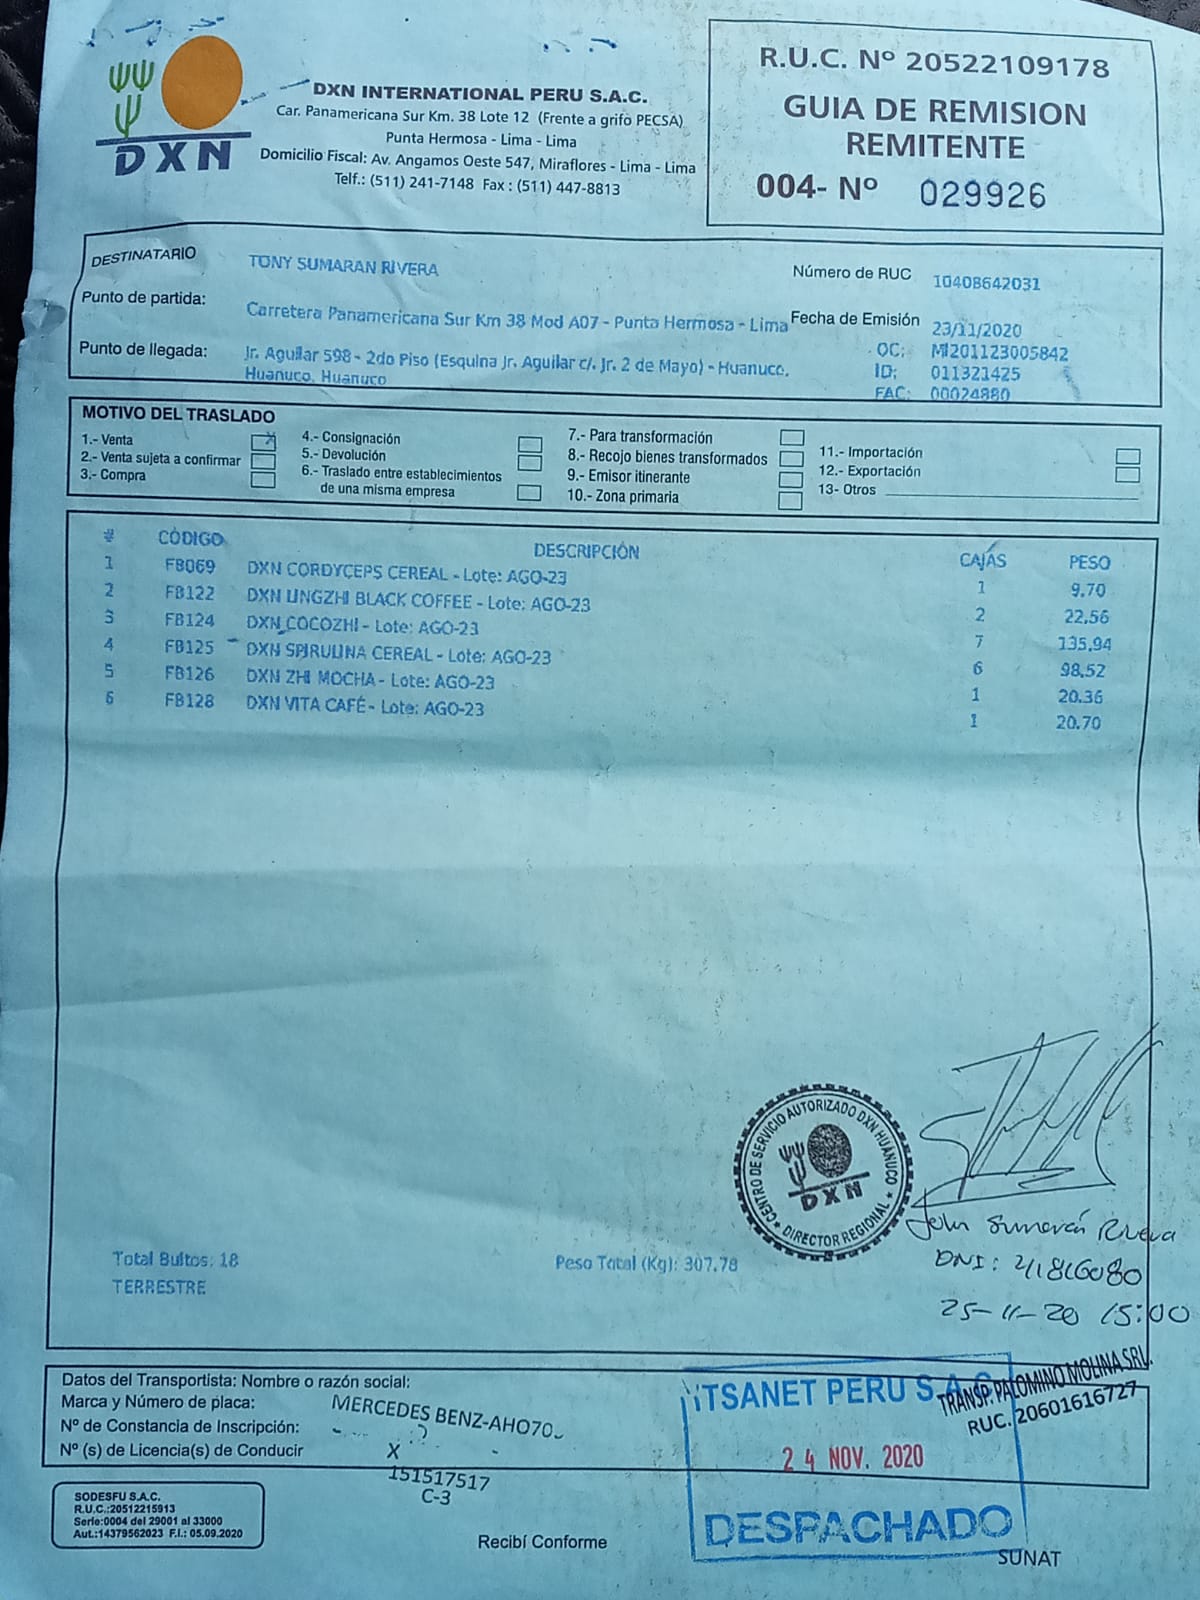 DXN
DXN INTERNATIONAL PERU S.A.C.
Car. Panamericana Sur Km. 38 Lote 12 (Frente a grifo PECSA)
Punta Hermosa - Lima - Lima
Domicilio Fiscal: Av. Angamos Oeste 547, Miraflores - Lima - Lima
Telf.: (511) 241-7148 Fax : (511) 447-8813
R.U.C. Nº 20522109178
GUIA DE REMISION
REMITENTE
004- Nº 029926
DESTINATARIO TONY SUMARAN RIVERA Número de RUC 10408642031
Punto de partida: Carretera Panamericana Sur Km 38 Mod A07 - Punta Hermosa - Lima Fecha de Emisión 23/11/2020
OC: MI201123005842
Punto de llegada: Jr. Aguilar 598 - 2do Piso (Esquina Jr. Aguilar c/. Jr. 2 de Mayo) - Huanuco, ID: 011321425
Huanuco, Huanuco FAC: 00024880
MOTIVO DEL TRASLADO
1.- Venta X
2.- Venta sujeta a confirmar
3.- Compra
4.- Consignación
5.- Devolución
6.- Traslado entre establecimientos
de una misma empresa
7.- Para transformación
8.- Recojo bienes transformados
9.- Emisor itinerante
10.- Zona primaria
11.- Importación
12.- Exportación
13- Otros
# CÓDIGO DESCRIPCIÓN CAJAS PESO
1 FB069 DXN CORDYCEPS CEREAL - Lote: AGO-23 1 9.70
2 FB122 DXN LINGZHI BLACK COFFEE - Lote: AGO-23 2 22,56
3 FB124 DXN COCOZHI - Lote: AGO-23 7 135,94
4 FB125 DXN SPIRULINA CEREAL - Lote: AGO-23 6 98,52
5 FB126 DXN ZHI MOCHA - Lote: AGO-23 1 20.36
6 FB128 DXN VITA CAFÉ - Lote: AGO-23 1 20.70
CENTRO DE SERVICIO AUTORIZADO DXN HUANUCO
DXN
DIRECTOR REGIONAL
John Sumarán Rivera
DNI: 41816080
25-11-20 15:00
Total Bultos: 18 Peso Total (Kg): 307.78
TERRESTRE
Datos del Transportista: Nombre o razón social:
Marca y Número de placa: MERCEDES BENZ-AHO70
Nº de Constancia de Inscripción:
Nº (s) de Licencia(s) de Conducir X
151517517
C-3
TSANET PERU S.A.C.
24 NOV. 2020
DESPACHADO
TRANSP. PALOMINO MOLINA SRL.
RUC. 20601616727
SODESFU S.A.C.
R.U.C.:20512215913
Serie:0004 del 29001 al 33000
Aut.:14379562023 F.I.: 05.09.2020
Recibí Conforme
SUNAT